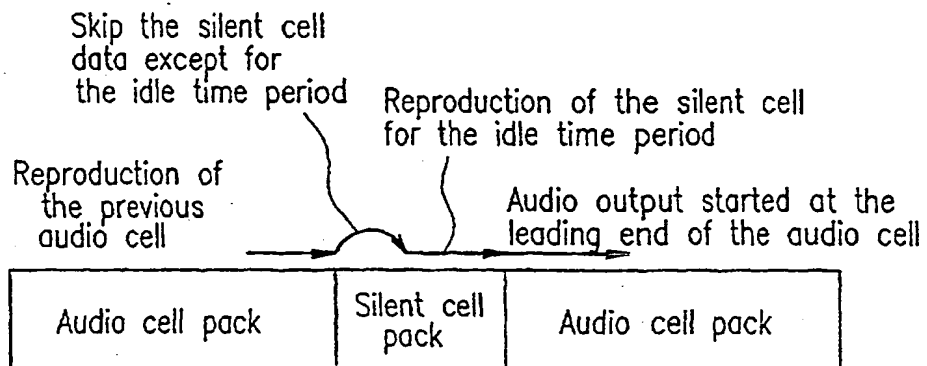 Skip the silent cell
data except for
the idle time period
Reproduction of the silent cell
for the idle time period
Reproduction of
the previous
audio cell
Audio output started at the
leading end of the audio cell
Audio cell pack
Silent cell
pack
Audio cell pack